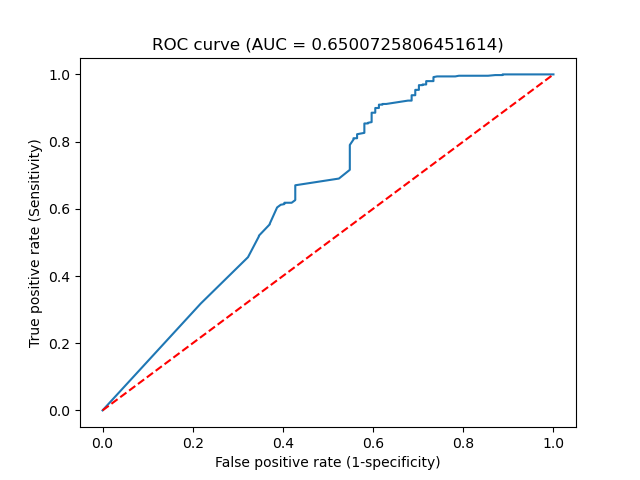 ROC curve (AUC = 0.6500725806451614)
True positive rate (Sensitivity)
1.0
0.8
0.6
0.4
0.2
0.0
0.0 0.2 0.4 0.6 0.8 1.0
False positive rate (1-specificity)